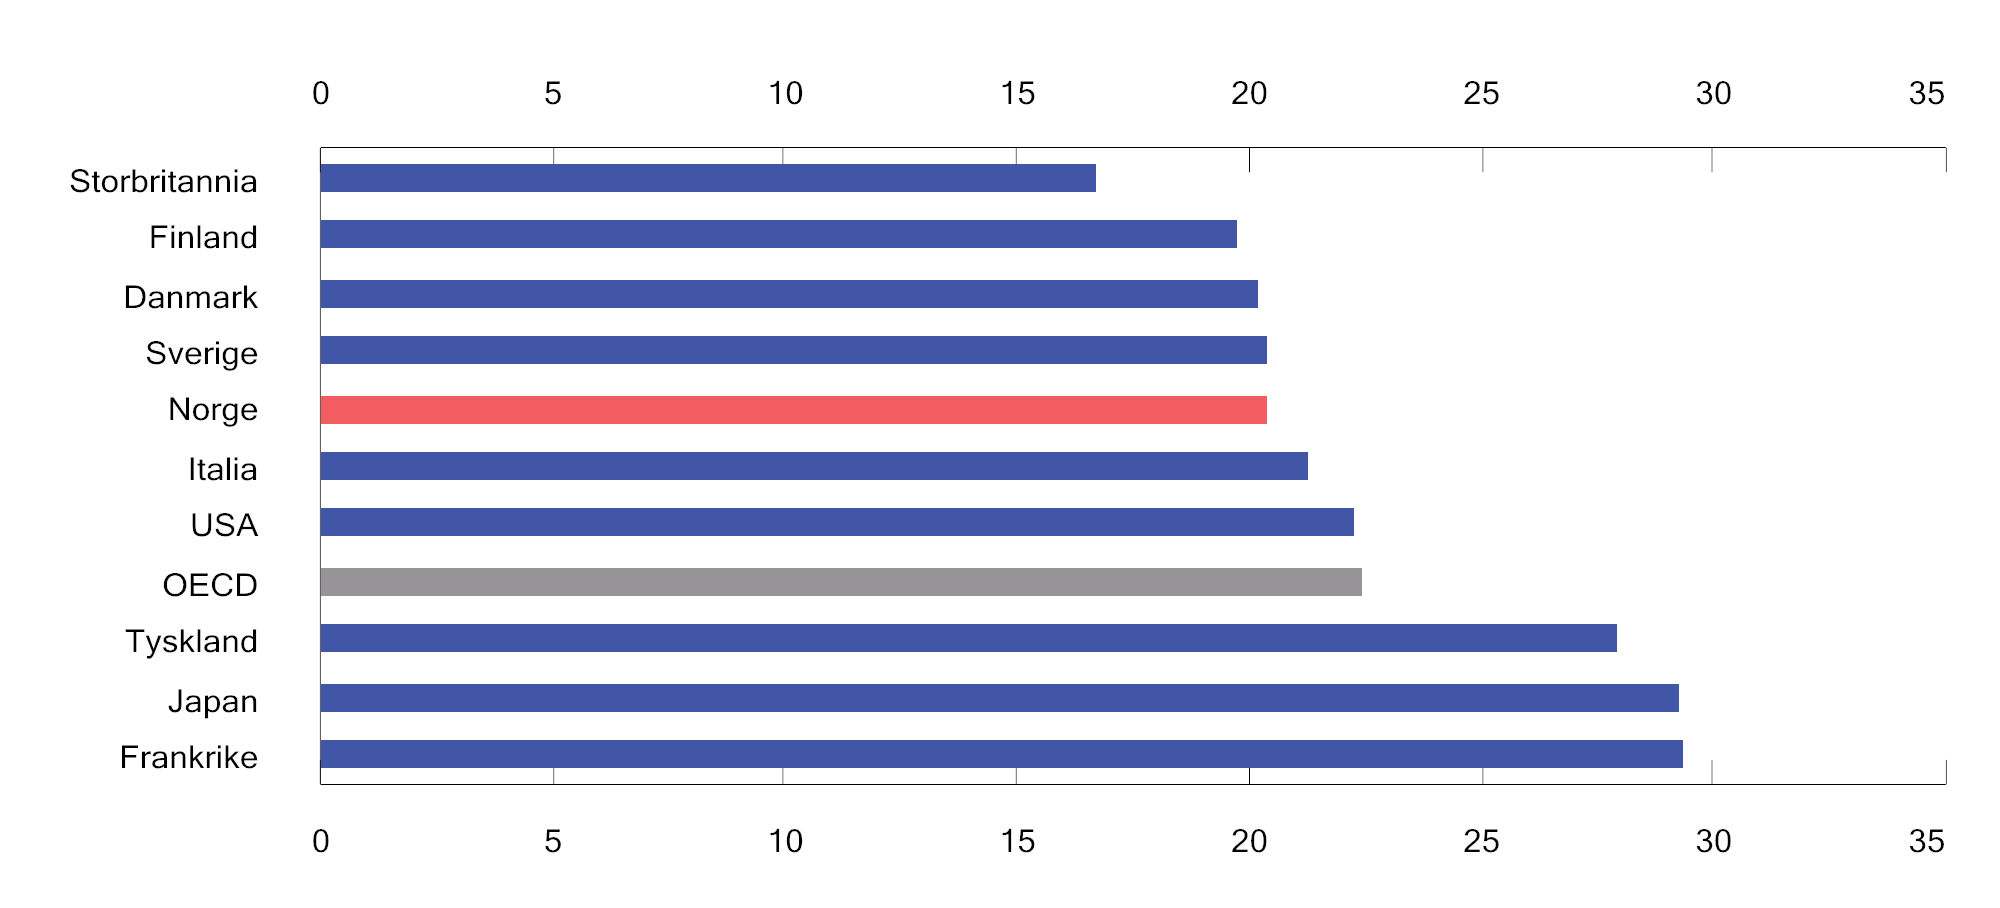 0 5 10 15 20 25 30 35
Storbritannia
Finland
Danmark
Sverige
Norge
Italia
USA
OECD
Tyskland
Japan
Frankrike
0 5 10 15 20 25 30 35